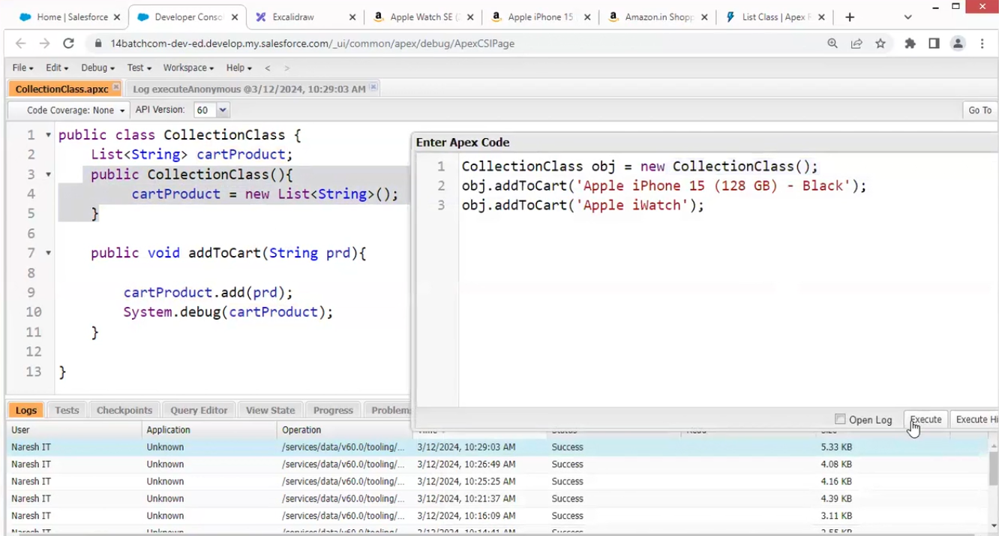 Home | Salesforce
Developer Conso
Excalidraw
Apple Watch SE (2
Apple iPhone 15
Amazon.in Shopp
List Class | Apex R
14batchcom-dev-ed.develop.my.salesforce.com/_ui/common/apex/debug/ApexCSIPage
File Edit Debug Test Workspace Help < >
CollectionClass.apxc
Log executeAnonymous @3/12/2024, 10:29:03 AM
Code Coverage: None
API Version: 60
Go To
1 public class CollectionClass {
2 List<String> cartProduct;
3 public CollectionClass(){
4 cartProduct = new List<String>();
5 }
6
7 public void addToCart(String prd){
8
9 cartProduct.add(prd);
10 System.debug(cartProduct);
11 }
12
13 }
Enter Apex Code
1 CollectionClass obj = new CollectionClass();
2 obj.addToCart('Apple iPhone 15 (128 GB) - Black');
3 obj.addToCart('Apple iWatch');
Open Log
Execute
Execute Hi
Logs Tests Checkpoints Query Editor View State Progress Problem
User Application Operation
Naresh IT Unknown /services/data/v60.0/tooling/... 3/12/2024, 10:29:03 AM Success 5.33 KB
Naresh IT Unknown /services/data/v60.0/tooling/... 3/12/2024, 10:26:49 AM Success 4.08 KB
Naresh IT Unknown /services/data/v60.0/tooling/... 3/12/2024, 10:25:25 AM Success 4.16 KB
Naresh IT Unknown /services/data/v60.0/tooling/... 3/12/2024, 10:21:37 AM Success 4.39 KB
Naresh IT Unknown /services/data/v60.0/tooling/... 3/12/2024, 10:16:09 AM Success 3.11 KB